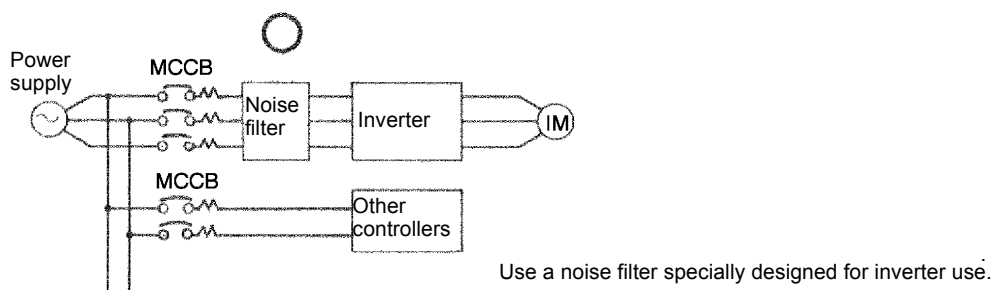 Power
supply
MCCB
Noise
filter
Inverter
IM
MCCB
Other
controllers
Use a noise filter specially designed for inverter use.